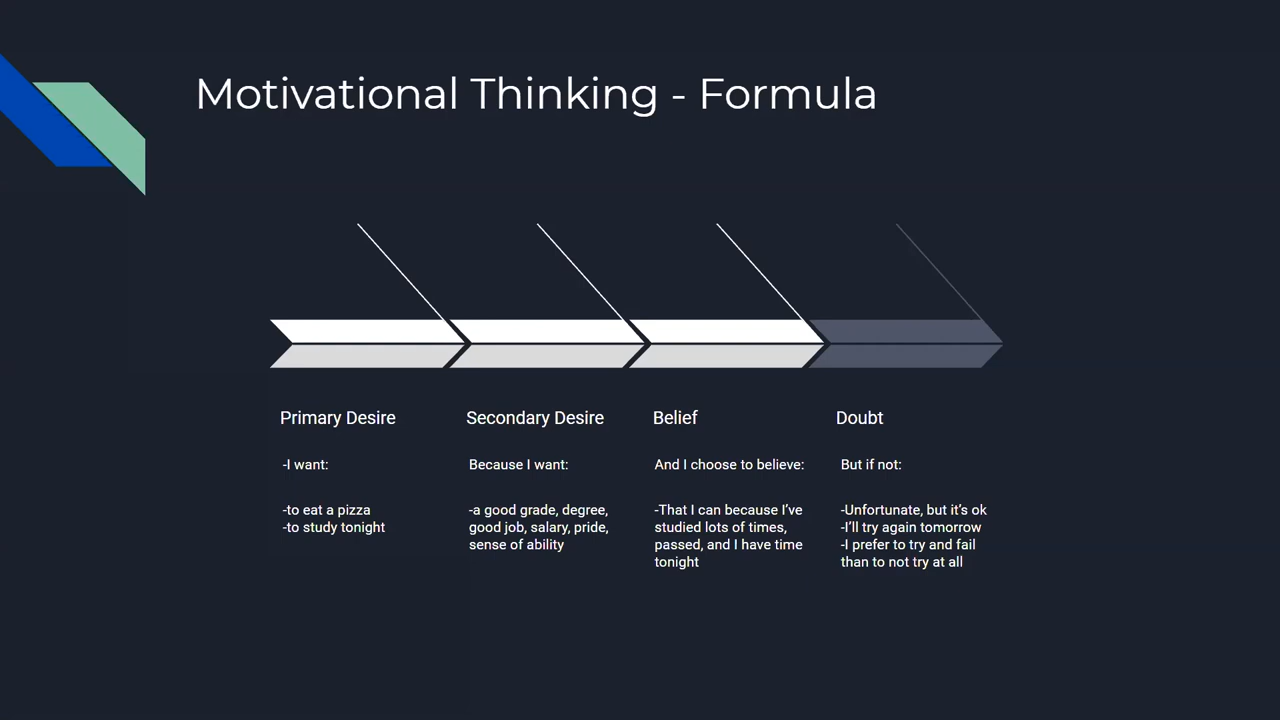 Motivational Thinking - Formula
Primary Desire
-I want:
-to eat a pizza
-to study tonight
Secondary Desire
Because I want:
-a good grade, degree,
good job, salary, pride,
sense of ability
Belief
And I choose to believe:
-That I can because I've
studied lots of times,
passed, and I have time
tonight
Doubt
But if not:
-Unfortunate, but it's ok
-I'll try again tomorrow
-I prefer to try and fail
than to not try at all